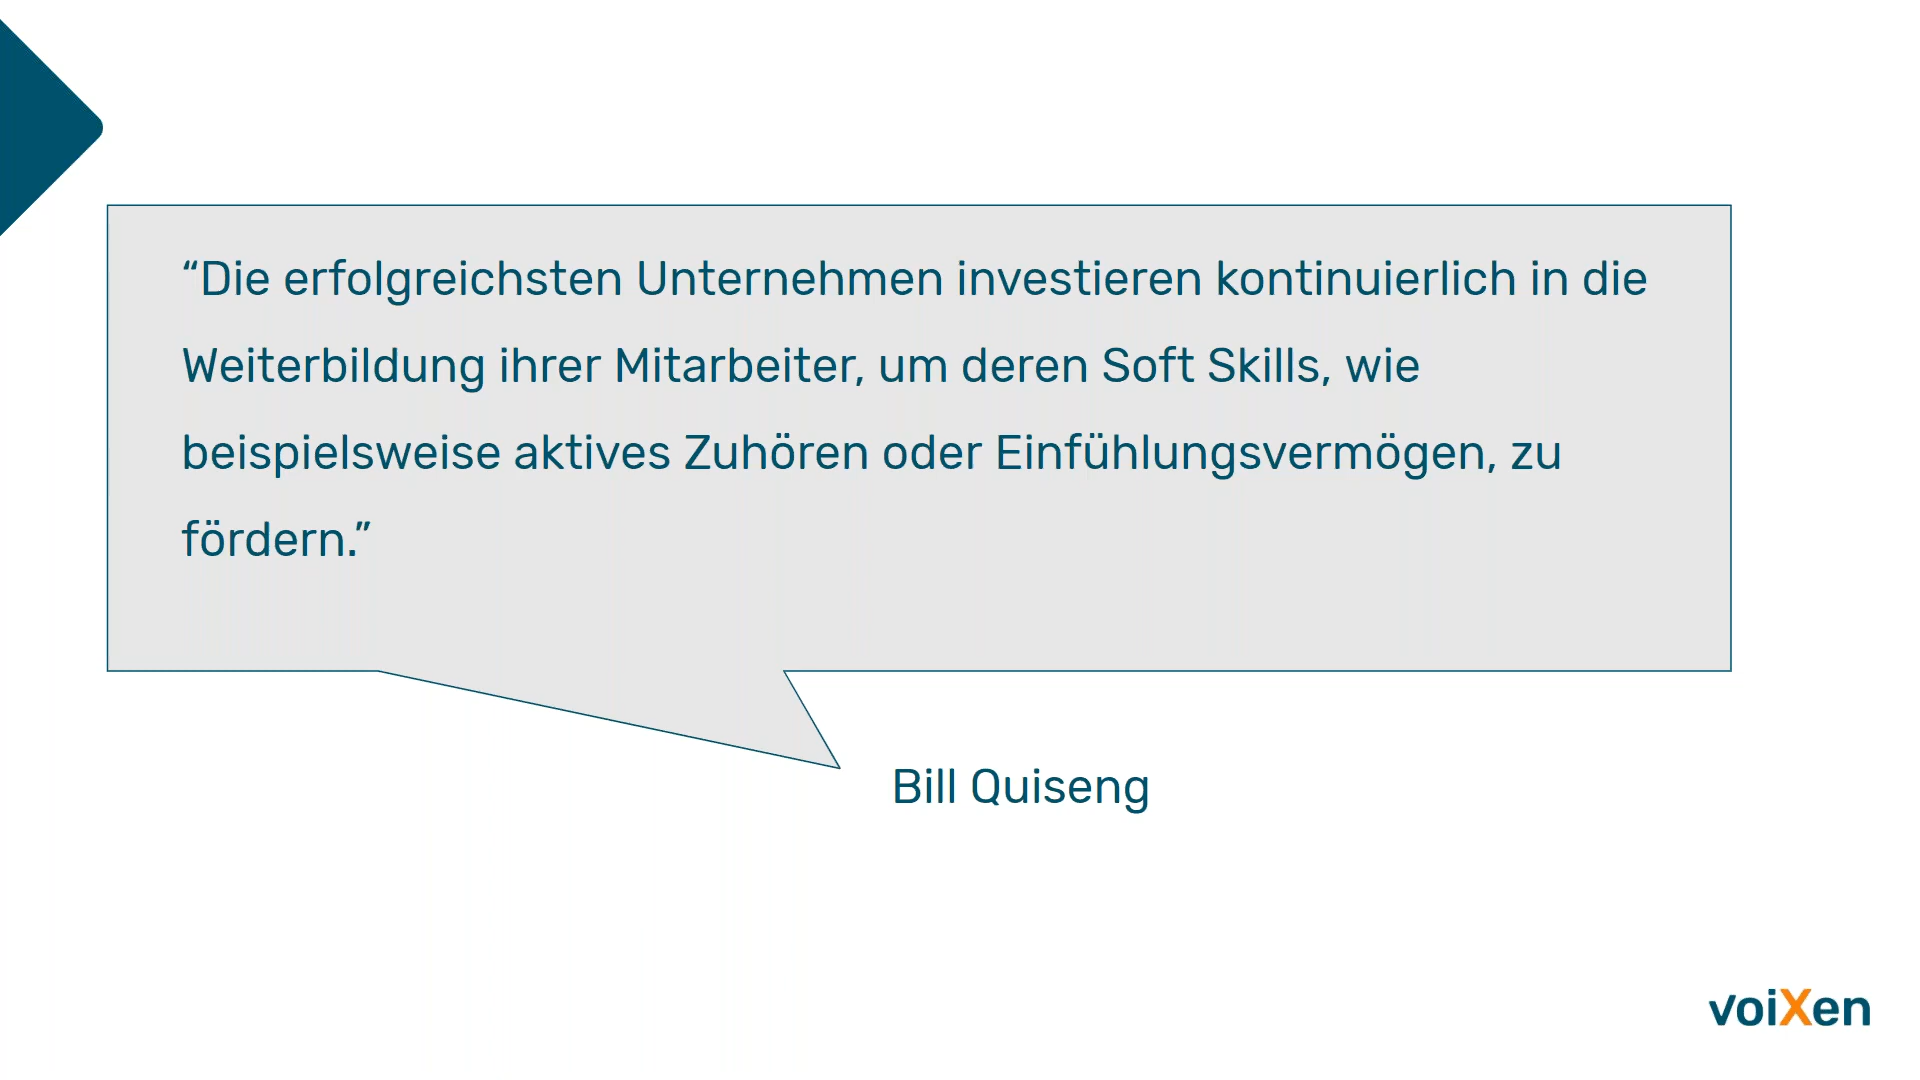 “Die erfolgreichsten Unternehmen investieren kontinuierlich in die
Weiterbildung ihrer Mitarbeiter, um deren Soft Skills, wie
beispielsweise aktives Zuhören oder Einfühlungsvermögen, zu
fördern.”
Bill Quiseng
voiXen